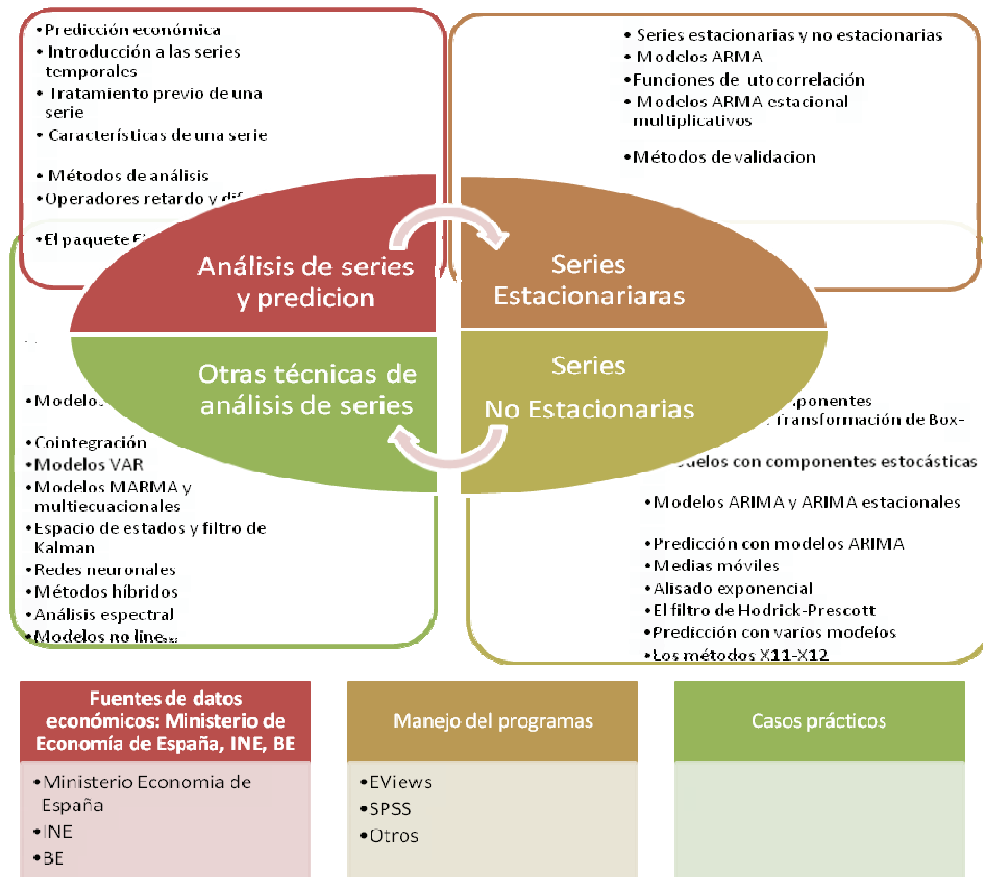 • Predicción económica
• Introducción a las series
temporales
• Tratamiento previo de una
serie
• Características de una serie
• Métodos de análisis
• Operadores retardo y
• El paquete
• Series estacionarias y no estacionarias
• Modelos ARMA
• Funciones de utocorrelación
• Modelos ARMA estacional
multiplicativos
• Métodos de validacion
Análisis de series
y predicion
Series
Estacionariaras
Otras técnicas de
análisis de series
Series
No Estacionarias
• Modelos
• Cointegración
• Modelos VAR
• Modelos MARMA y
multiecuacionales
• Espacio de estados y filtro de
Kalman
• Redes neuronales
• Métodos híbridos
• Análisis espectral
• Modelos no line
Transformación de Box-
con componentes estocásticas
• Modelos ARIMA y ARIMA estacionales
• Predicción con modelos ARIMA
• Medias móviles
• Alisado exponencial
• El filtro de Hodrick-Prescott
• Predicción con varios modelos
• Los métodos X11-X12
Fuentes de datos
económicos: Ministerio de
Economía de España, INE, BE
• Ministerio Economia de
España
• INE
• BE
Manejo del programas
• EViews
• SPSS
• Otros
Casos prácticos